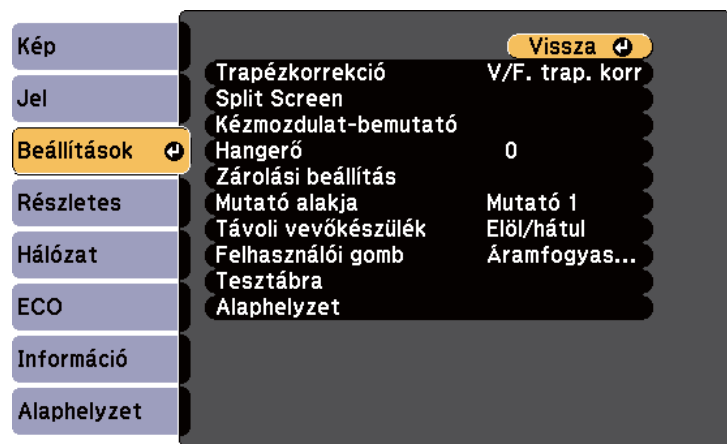 Kép
Jel
Beállítások
Részletes
Hálózat
ECO
Információ
Alaphelyzet
Vissza
Trapézkorrekció V/F. trap. korr
Split Screen
Kézmozdulat-bemutató
Hangerő 0
Zárolási beállítás
Mutató alakja Mutató 1
Távoli vevőkészülék Elöl/hátul
Felhasználói gomb Áramfogyas...
Tesztábra
Alaphelyzet